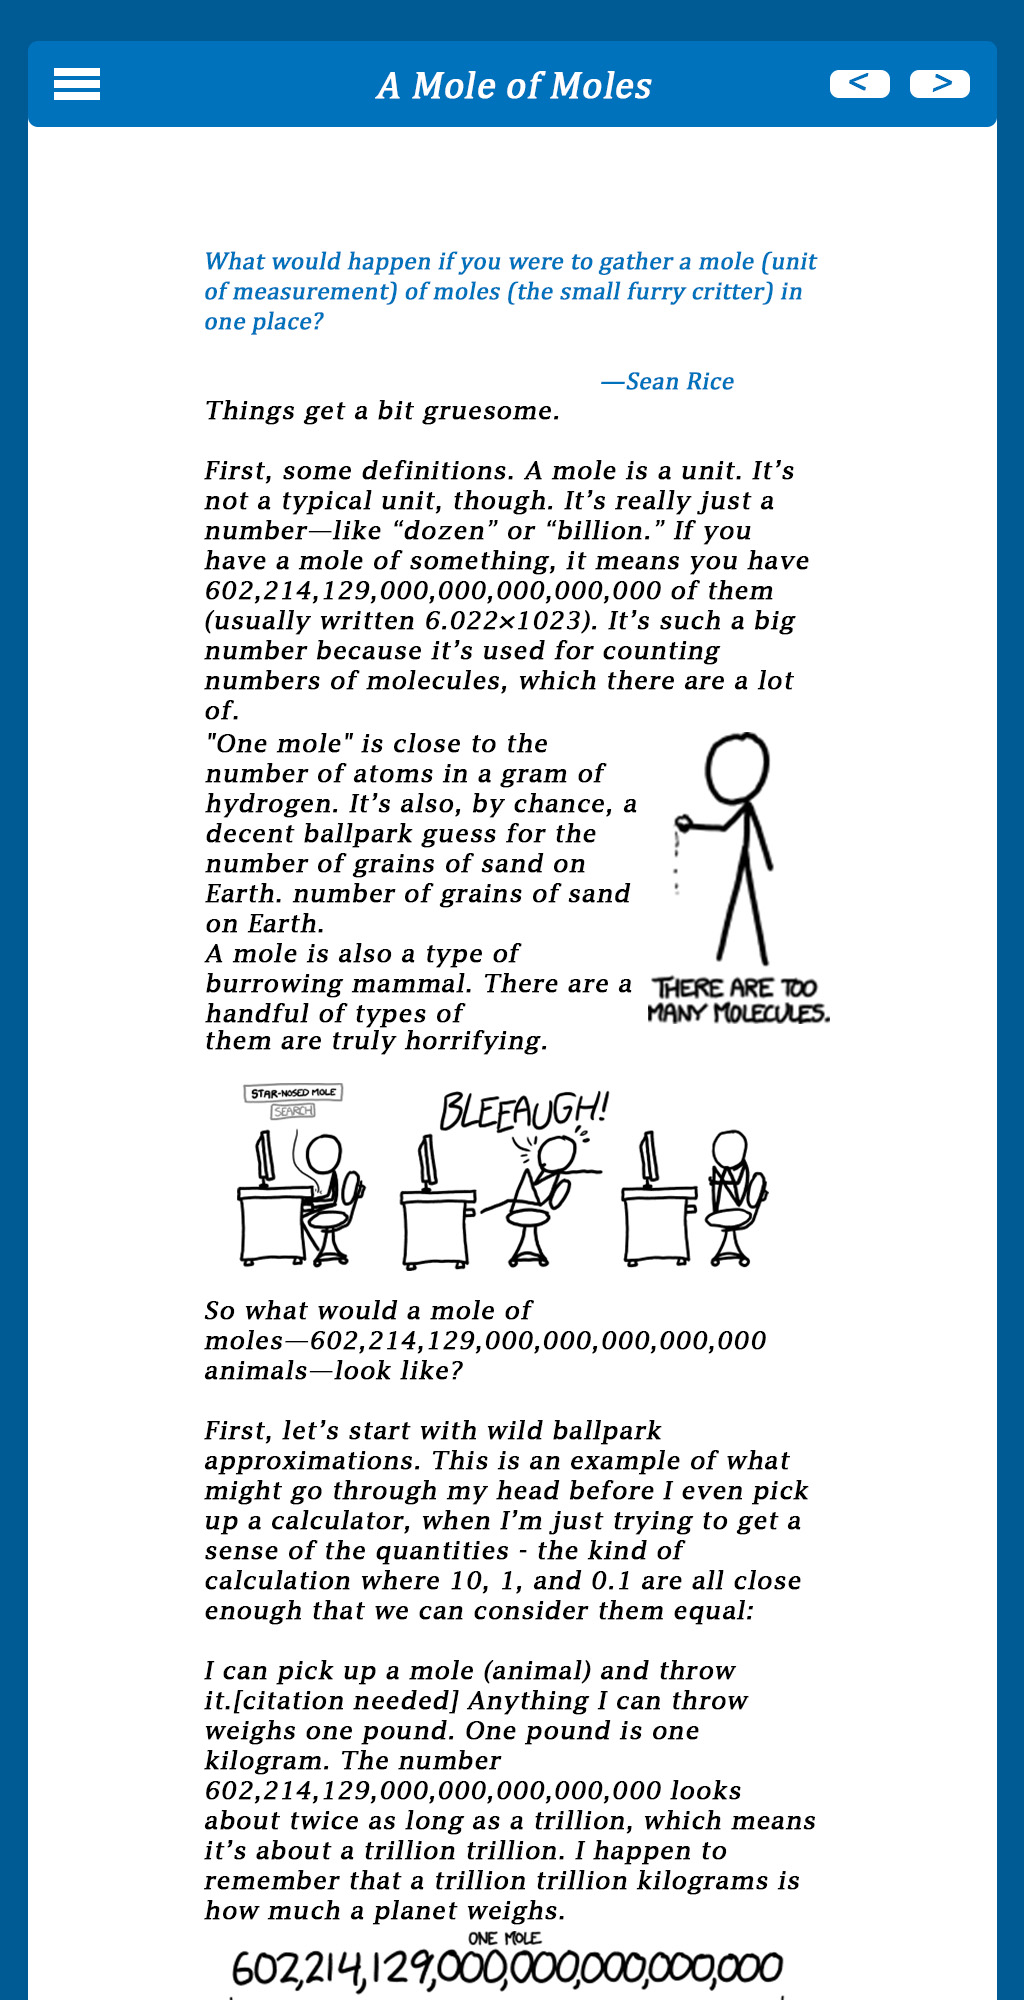 A Mole of Moles
<
>
What would happen if you were to gather a mole (unit
of measurement) of moles (the small furry critter) in
one place?
—Sean Rice
Things get a bit gruesome.
First, some definitions. A mole is a unit. It’s
not a typical unit, though. It’s really just a
number—like “dozen” or “billion.” If you
have a mole of something, it means you have
602,214,129,000,000,000,000,000 of them
(usually written 6.022×1023). It’s such a big
number because it’s used for counting
numbers of molecules, which there are a lot
of.
"One mole" is close to the
number of atoms in a gram of
hydrogen. It’s also, by chance, a
decent ballpark guess for the
number of grains of sand on
Earth. number of grains of sand
on Earth.
A mole is also a type of
burrowing mammal. There are a
handful of types of
them are truly horrifying.
THERE ARE TOO
MANY MOLECULES.
STAR-NOSED MOLE
SEARCH
BLEEAUGH!
So what would a mole of
moles—602,214,129,000,000,000,000,000
animals—look like?
First, let’s start with wild ballpark
approximations. This is an example of what
might go through my head before I even pick
up a calculator, when I’m just trying to get a
sense of the quantities - the kind of
calculation where 10, 1, and 0.1 are all close
enough that we can consider them equal:
I can pick up a mole (animal) and throw
it.[citation needed] Anything I can throw
weighs one pound. One pound is one
kilogram. The number
602,214,129,000,000,000,000,000 looks
about twice as long as a trillion, which means
it’s about a trillion trillion. I happen to
remember that a trillion trillion kilograms is
how much a planet weighs.
ONE MOLE
602,214,129,000,000,000,000,000